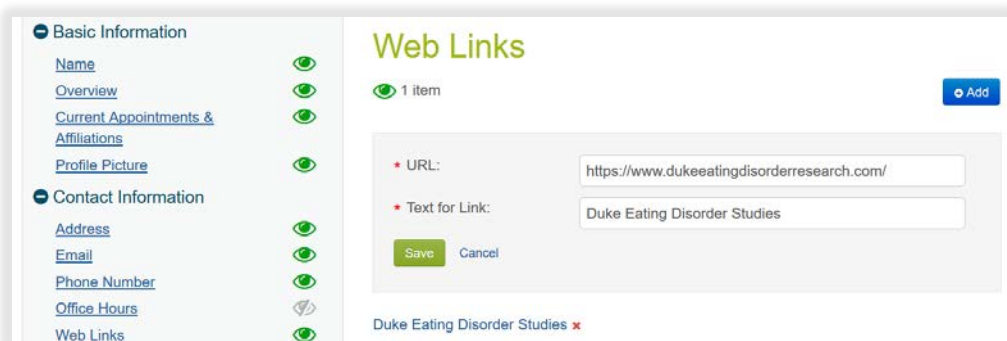 Basic Information
Name
Overview
Current Appointments &
Affiliations
Profile Picture
Contact Information
Address
Email
Phone Number
Office Hours
Web Links
Web Links
1 item
Add
* URL:
https://www.dukeeatingdisorderresearch.com/
* Text for Link:
Duke Eating Disorder Studies
Save Cancel
Duke Eating Disorder Studies x